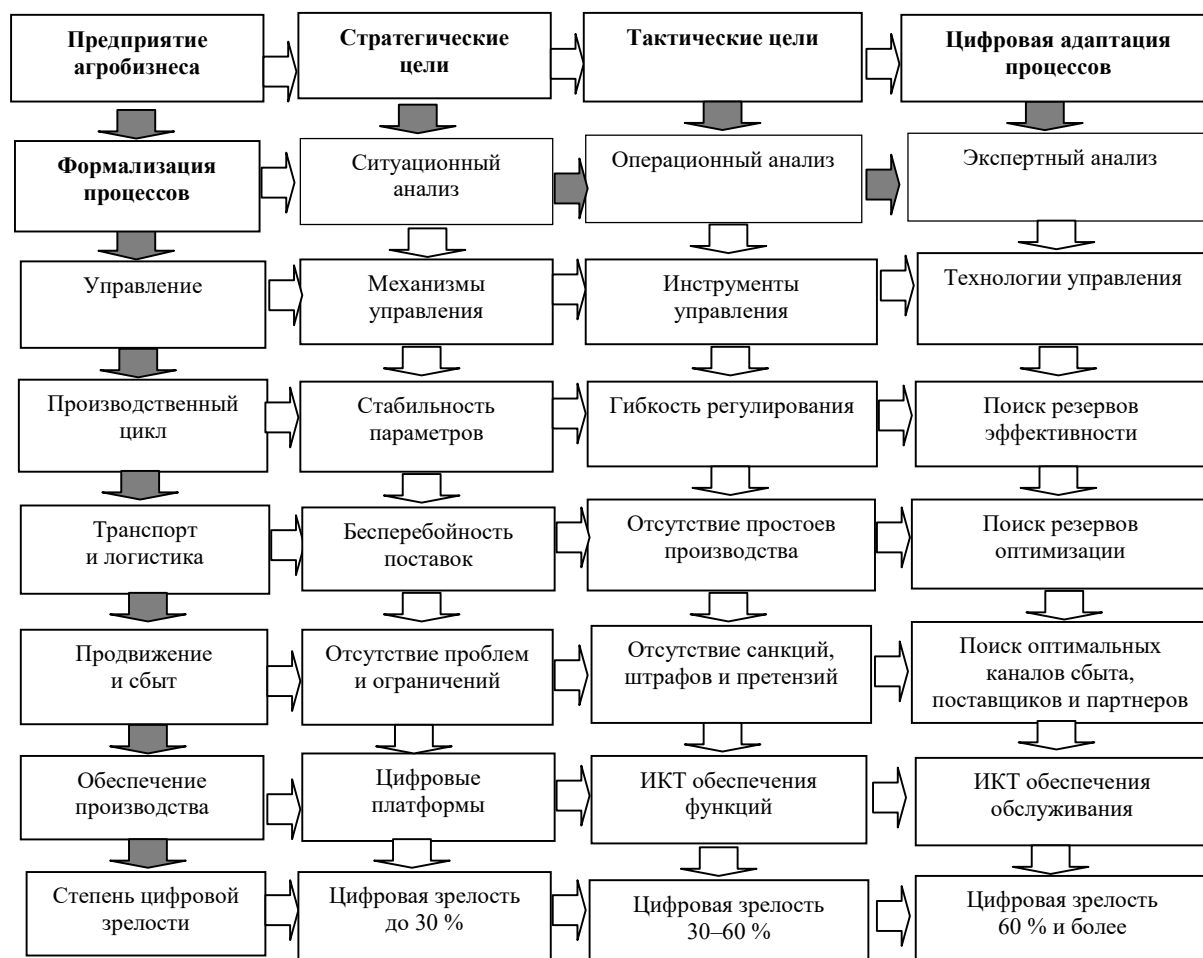 Предприятие
агробизнеса
Стратегические
цели
Тактические цели
Цифровая адаптация
процессов
Формализация
процессов
Ситуационный
анализ
Операционный анализ
Экспертный анализ
Управление
Механизмы
управления
Инструменты
управления
Технологии управления
Производственный
цикл
Стабильность
параметров
Гибкость регулирования
Поиск резервов
эффективности
Транспорт
и логистика
Бесперебойность
поставок
Отсутствие простоев
производства
Поиск резервов
оптимизации
Продвижение
и сбыт
Отсутствие проблем
и ограничений
Отсутствие санкций,
штрафов и претензий
Поиск оптимальных
каналов сбыта,
поставщиков и партнеров
Обеспечение
производства
Цифровые
платформы
ИКТ обеспечения
функций
ИКТ обеспечения
обслуживания
Степень цифровой
зрелости
Цифровая зрелость
до 30 %
Цифровая зрелость
30–60 %
Цифровая зрелость
60 % и более